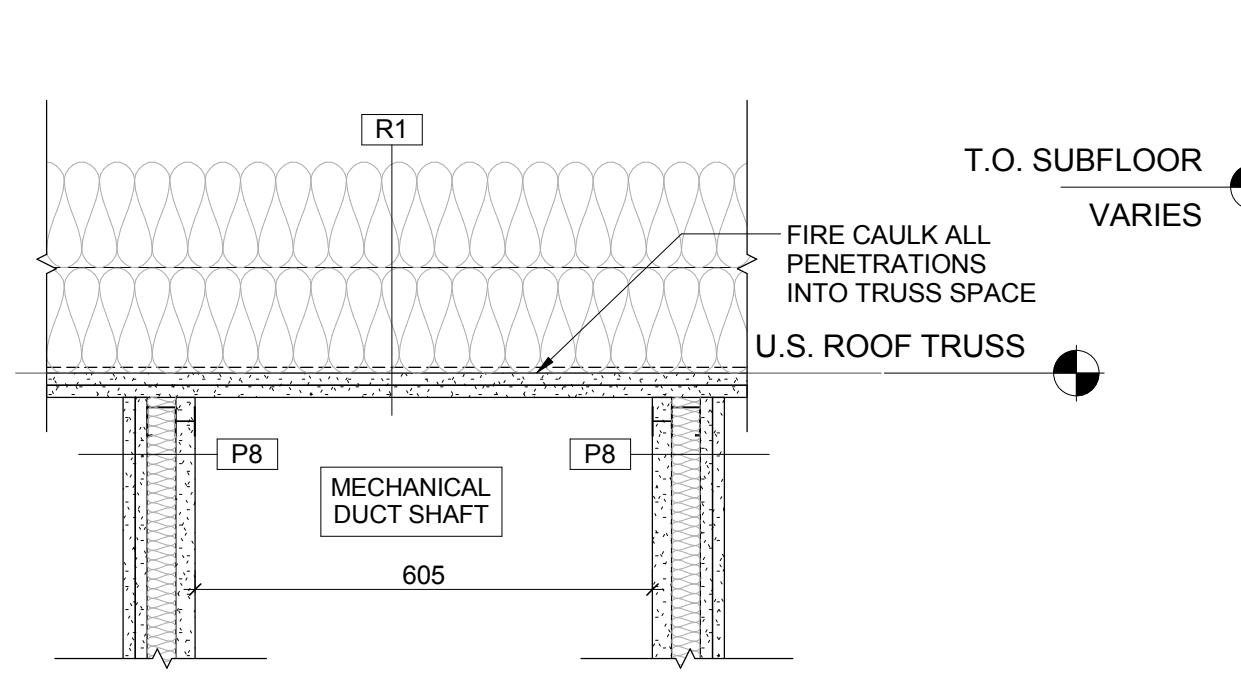 R1
T.O. SUBFLOOR
VARIES
FIRE CAULK ALL
PENETRATIONS
INTO TRUSS SPACE
U.S. ROOF TRUSS
P8
P8
MECHANICAL
DUCT SHAFT
605